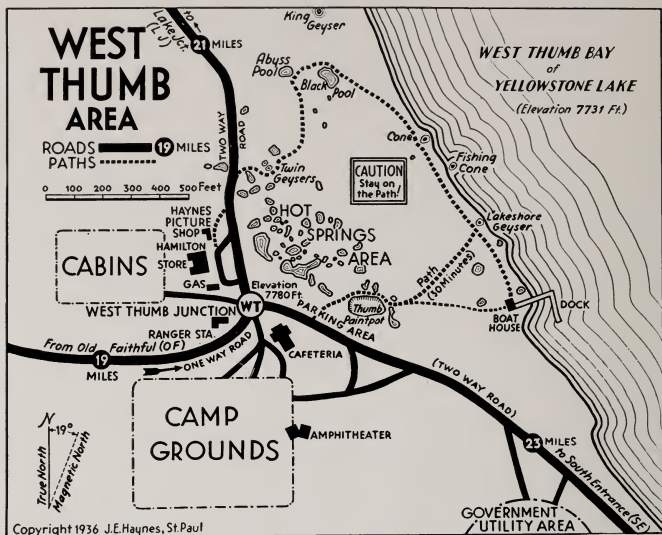 WEST
THUMB
AREA
ROADS 19 MILES
PATHS
0 100 200 300 400 500 Feet
to
Lake Jct.
(LJ)
21 MILES
TWO WAY
ROAD
King
Geyser
Abyss
Pool
Black
Pool
WEST THUMB BAY
of
YELLOWSTONE LAKE
(Elevation 7731 Ft.)
Twin
Geysers
CAUTION
Stay on
the Path!
Cone
Fishing
Cone
Lakeshore
Geyser
HOT
SPRINGS
AREA
Path
(30 Minutes)
DOCK
BOAT
HOUSE
HAYNES
PICTURE
SHOP
HAMILTON
STORE
GAS
CABINS
Elevation
7780 Ft.
WT
WEST THUMB JUNCTION
RANGER STA.
PARKING AREA
Thumb
Paintpot
From Old Faithful (OF)
19
MILES
ONE WAY ROAD
CAFETERIA
(TWO WAY ROAD)
CAMP
GROUNDS
AMPHITHEATER
23 MILES
to South Entrance (SE)
GOVERNMENT
UTILITY AREA
N
19°
True North
Magnetic North
Copyright 1936 J.E.Haynes, St.Paul